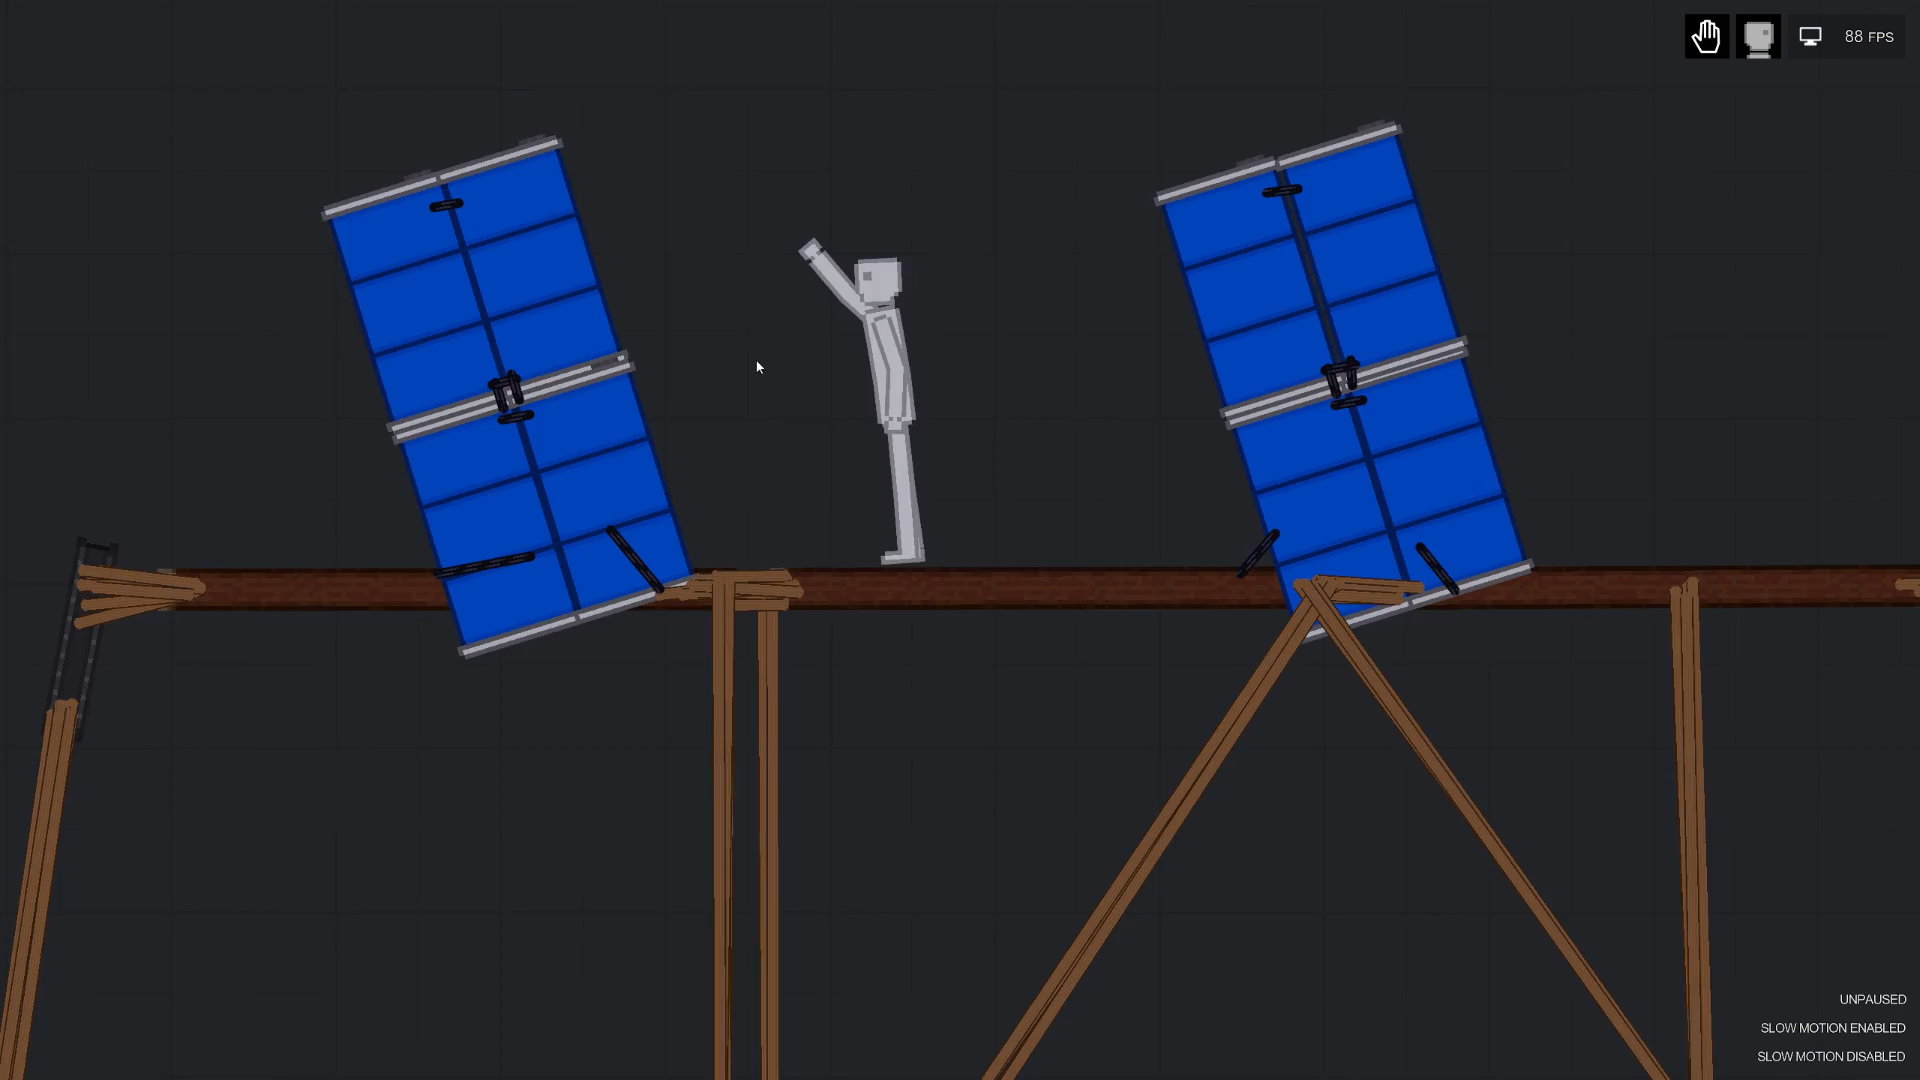 88 FPS
UNPAUSED
SLOW MOTION ENABLED
SLOW MOTION DISABLED